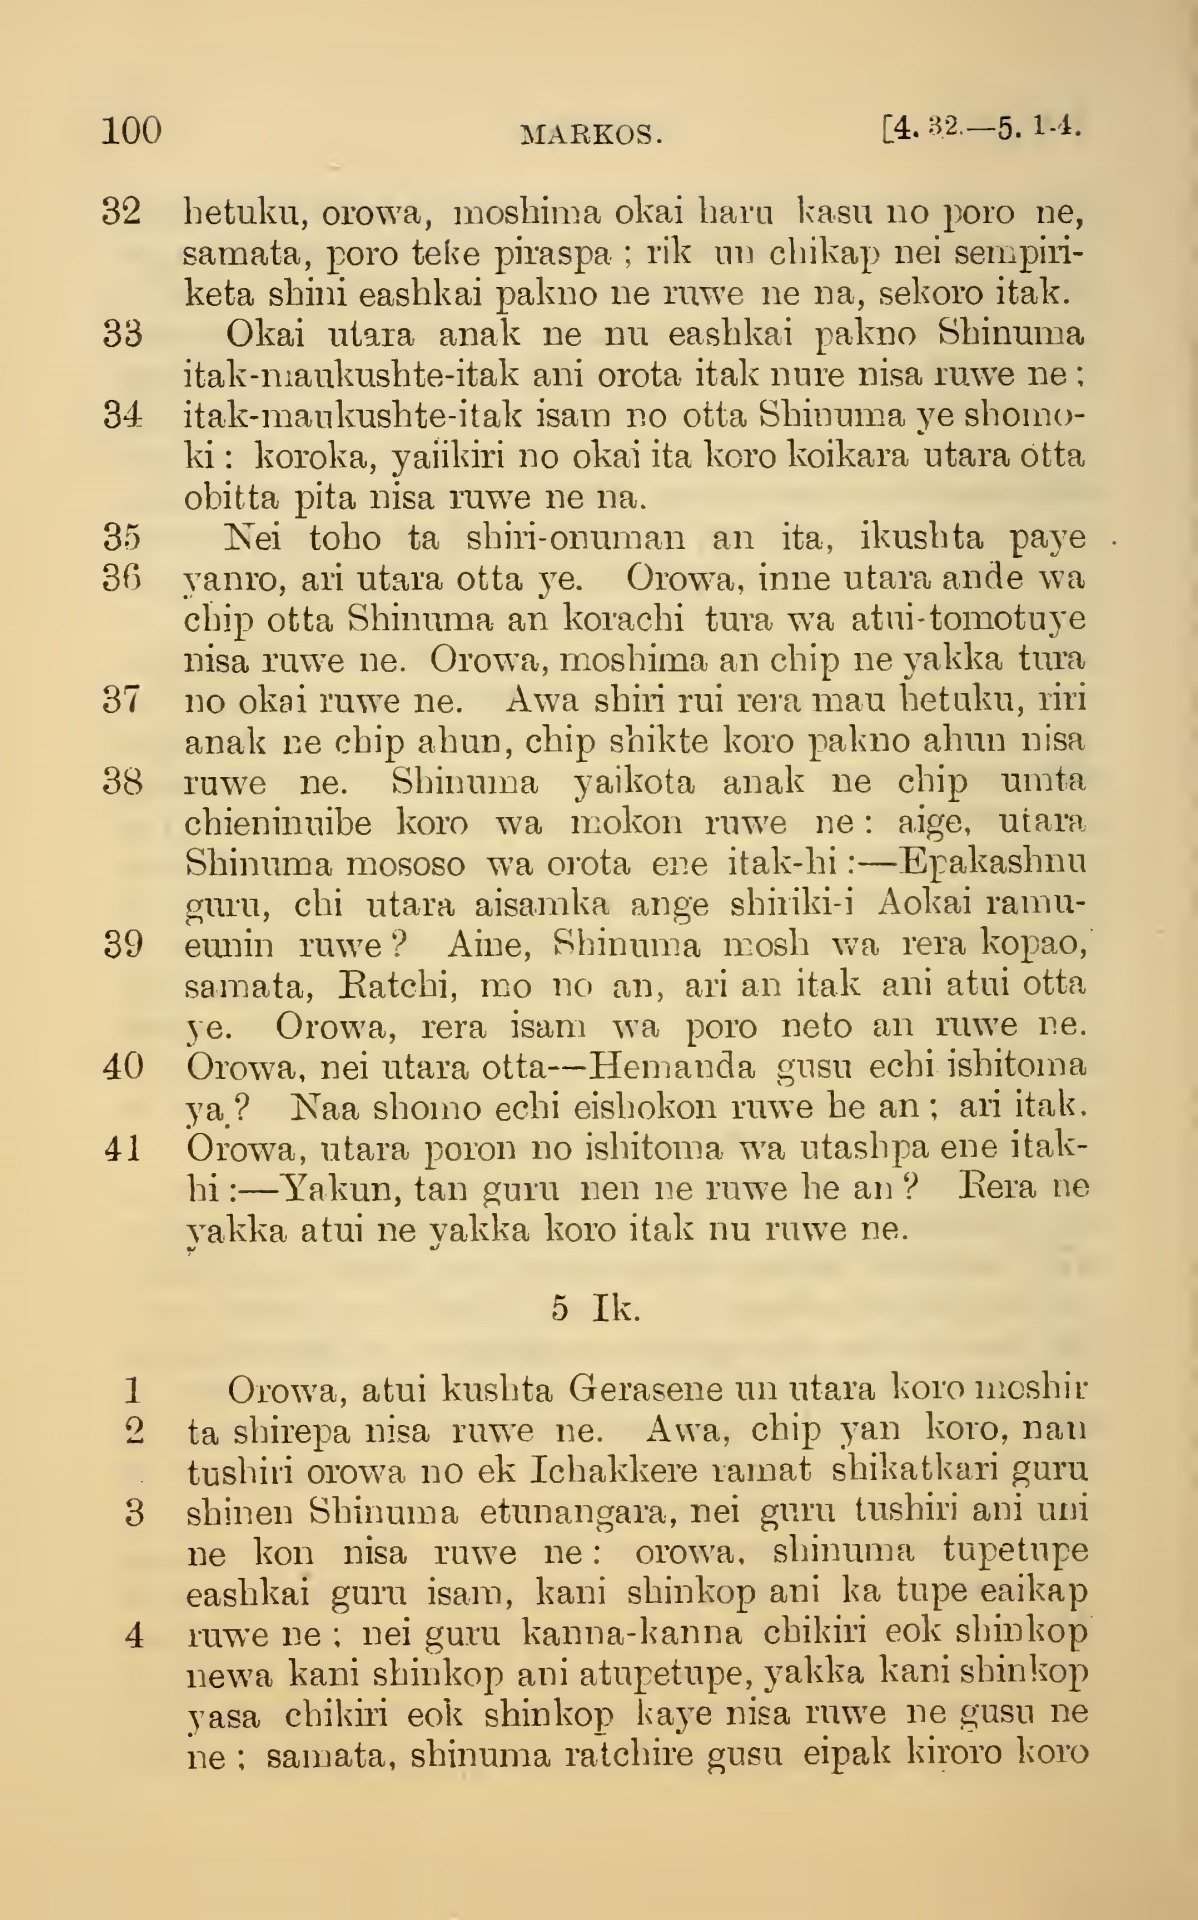 100 MARKOS. [4. 32.—5. 1-4.
32 hetuku, orowa, moshima okai haru kasu no poro ne,
samata, poro teke piraspa ; rik un chikap nei sempiri-
keta shini eashkai pakno ne ruwe ne na, sekoro itak.
33 Okai utara anak ne nu eashkai pakno Shinuma
itak-maukushte-itak ani orota itak nure nisa ruwe ne ;
34 itak-maukushte-itak isam no otta Shinuma ye shomo-
ki : koroka, yaiikiri no okai ita koro koikara utara otta
obitta pita nisa ruwe ne na.
35 Nei toho ta shiri-onuman an ita, ikushta paye
36 yanro, ari utara otta ye. Orowa, inne utara ande wa
chip otta Shinuma an korachi tura wa atui-tomotuye
nisa ruwe ne. Orowa, moshima an chip ne yakka tura
37 no okai ruwe ne. Awa shiri rui rera mau hetuku, riri
anak ne chip ahun, chip shikte koro pakno ahun nisa
38 ruwe ne. Shinuma yaikota anak ne chip umta
chieninuibe koro wa mokon ruwe ne : aige, utara
Shinuma mososo wa orota ene itak-hi :—Epakashnu
guru, chi utara aisamka ange shiriki-i Aokai ramu-
39 eunin ruwe ? Aine, Shinuma mosh wa rera kopao,
samata, Ratchi, mo no an, ari an itak ani atui otta
ye. Orowa, rera isam wa poro neto an ruwe ne.
40 Orowa, nei utara otta--Hemanda gusu echi ishitoma
ya ? Naa shomo echi eishokon ruwe he an ; ari itak.
41 Orowa, utara poron no ishitoma wa utashpa ene itak-
hi :—Yakun, tan guru nen ne ruwe he an ? Rera ne
yakka atui ne yakka koro itak nu ruwe ne.
5 Ik.
1 Orowa, atui kushta Gerasene un utara koro moshir
2 ta shirepa nisa ruwe ne. Awa, chip yan koro, nau
tushiri orowa no ek Ichakkere ramat shikatkari guru
3 shinen Shinuma etunangara, nei guru tushiri ani uni
ne kon nisa ruwe ne : orowa, shinuma tupetupe
eashkai guru isam, kani shinkop ani ka tupe eaikap
4 ruwe ne ; nei guru kanna-kanna chikiri eok shinkop
newa kani shinkop ani atupetupe, yakka kani shinkop
yasa chikiri eok shinkop kaye nisa ruwe ne gusu ne
ne ; samata, shinuma ratchire gusu eipak kiroro koro